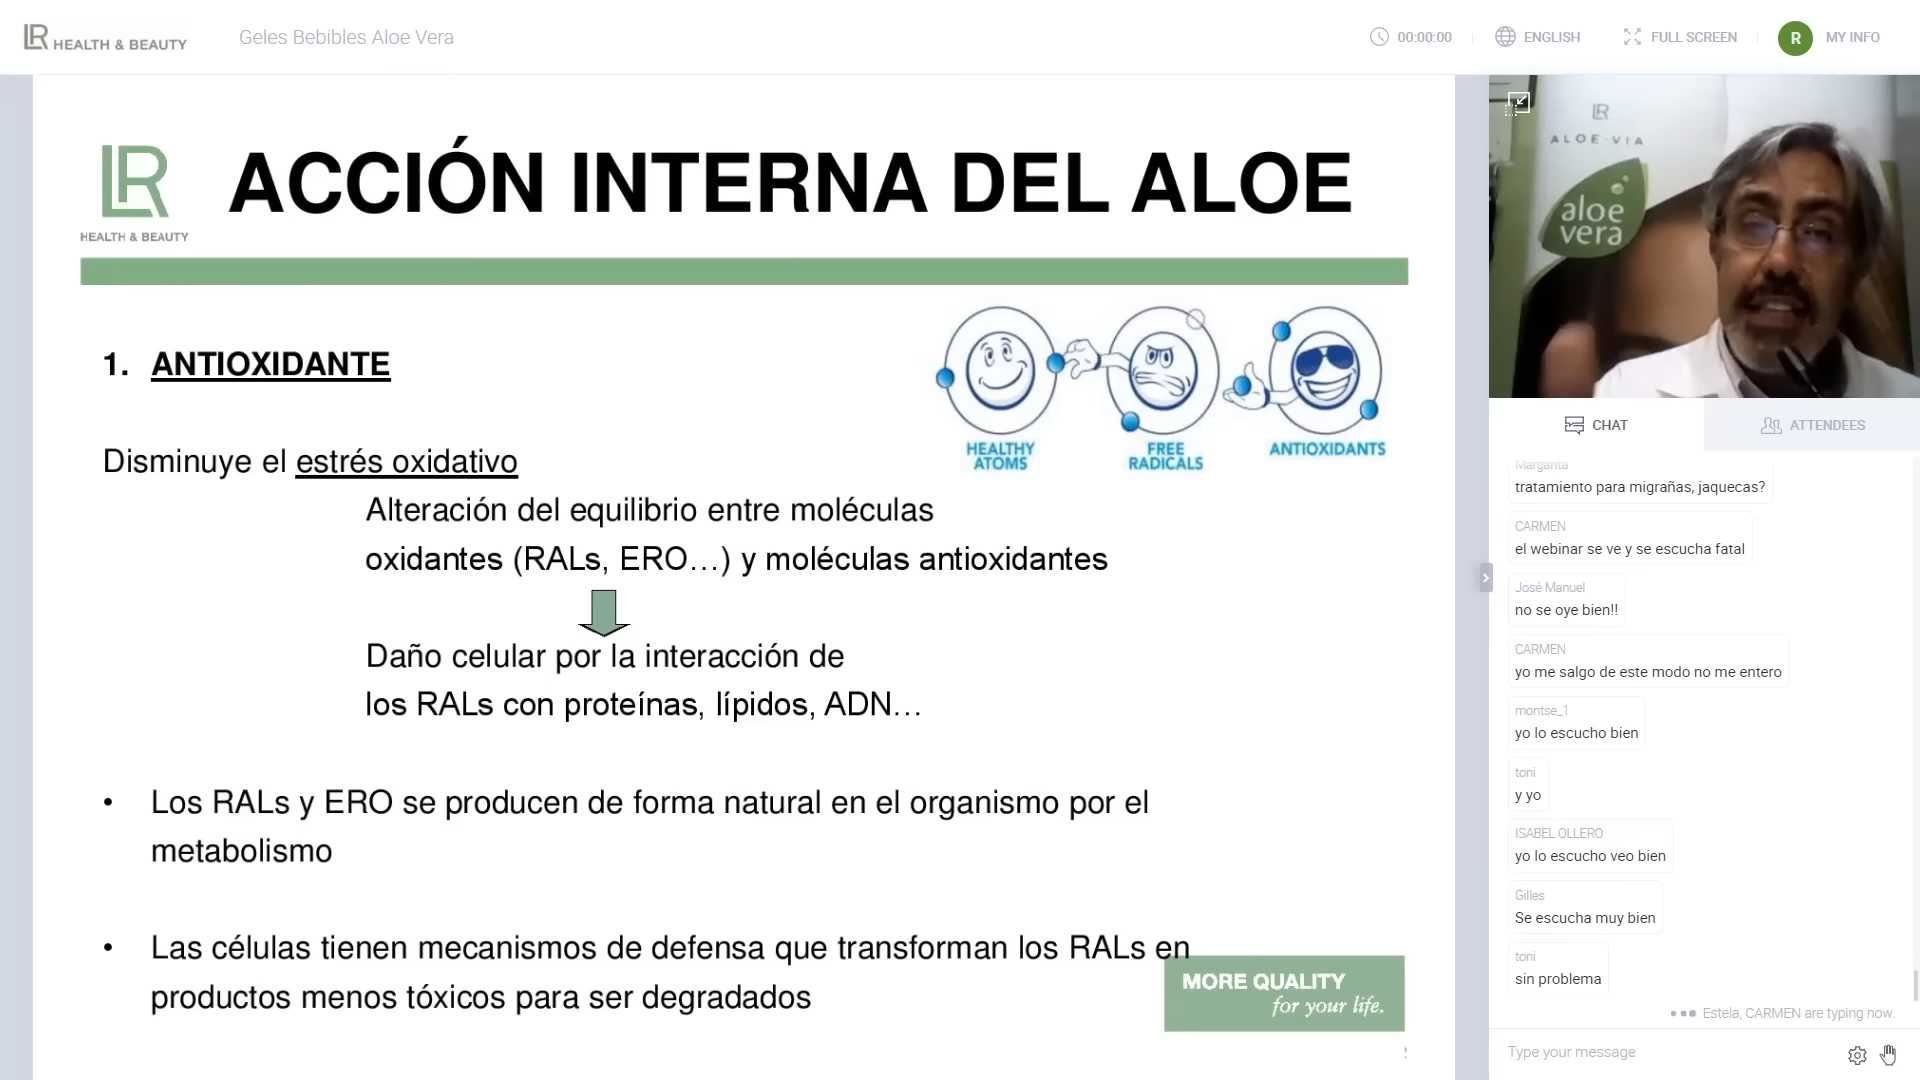 LR HEALTH & BEAUTY
Geles Bebibles Aloe Vera
00:00:00
ENGLISH
FULL SCREEN
R
MY INFO
LR
HEALTH & BEAUTY
ACCIÓN INTERNA DEL ALOE
1. ANTIOXIDANTE
HEALTHY
ATOMS
FREE
RADICALS
ANTIOXIDANTS
Disminuye el estrés oxidativo
Alteración del equilibrio entre moléculas
oxidantes (RALs, ERO...) y moléculas antioxidantes
Daño celular por la interacción de
los RALs con proteínas, lípidos, ADN...
• Los RALs y ERO se producen de forma natural en el organismo por el
metabolismo
• Las células tienen mecanismos de defensa que transforman los RALs en
productos menos tóxicos para ser degradados
MORE QUALITY
for your life.
LR
ALOE·VIA
aloe
vera
CHAT
ATTENDEES
Margarita
tratamiento para migrañas, jaquecas?
CARMEN
el webinar se ve y se escucha fatal
José Manuel
no se oye bien!!
CARMEN
yo me salgo de este modo no me entero
montse_1
yo lo escucho bien
toni
y yo
ISABEL OLLERO
yo lo escucho veo bien
Gilles
Se escucha muy bien
toni
sin problema
Estela, CARMEN are typing now.
Type your message